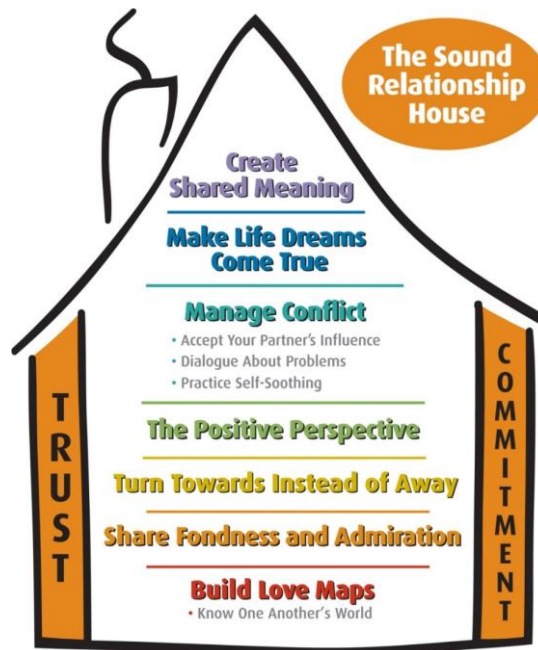 The Sound
Relationship
House
Create
Shared Meaning
Make Life Dreams
Come True
Manage Conflict
• Accept Your Partner's Influence
• Dialogue About Problems
• Practice Self-Soothing
The Positive Perspective
Turn Towards Instead of Away
Share Fondness and Admiration
Build Love Maps
• Know One Another's World
TRUST
COMMITMENT